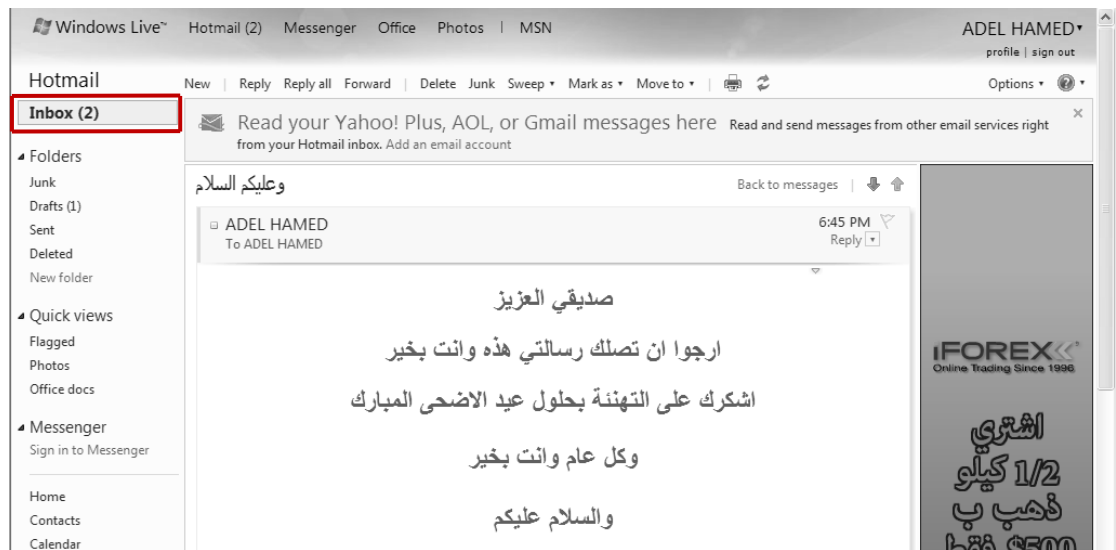 Windows Live™ Hotmail (2) Messenger Office Photos | MSN ADEL HAMED
profile | sign out
Hotmail New | Reply Reply all Forward | Delete Junk Sweep Mark as Move to | Options
Inbox (2)
Read your Yahoo! Plus, AOL, or Gmail messages here Read and send messages from other email services right
from your Hotmail inbox. Add an email account
Folders
Junk
Drafts (1)
Sent
Deleted
New folder
Quick views
Flagged
Photos
Office docs
Messenger
Sign in to Messenger
Home
Contacts
Calendar
وعليكم السلام Back to messages |
ADEL HAMED 6:45 PM
To ADEL HAMED Reply
صديقي العزيز
ارجوا ان تصلك رسالتي هذه وانت بخير
اشكرك على التهنئة بحلول عيد الاضحى المبارك
وكل عام وانت بخير
والسلام عليكم
iFOREX
Online Trading Since 1996
اشتري
1/2 كيلو
ذهب ب
$500 فقط